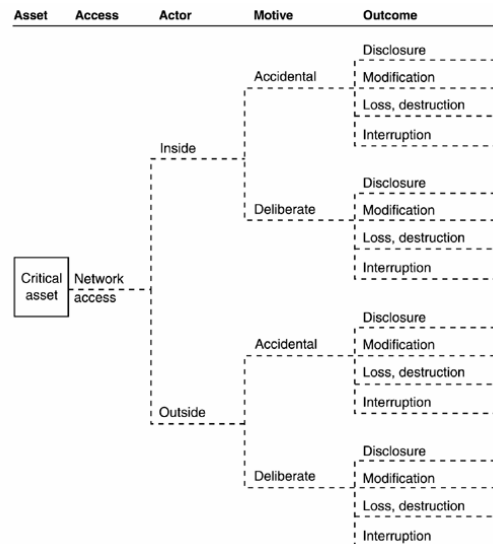 Asset Access Actor Motive Outcome
Disclosure
Accidental Modification
Loss, destruction
Inside Interruption
Disclosure
Deliberate Modification
Loss, destruction
Interruption
Critical asset
Network access
Disclosure
Accidental Modification
Loss, destruction
Outside Interruption
Disclosure
Deliberate Modification
Loss, destruction
Interruption